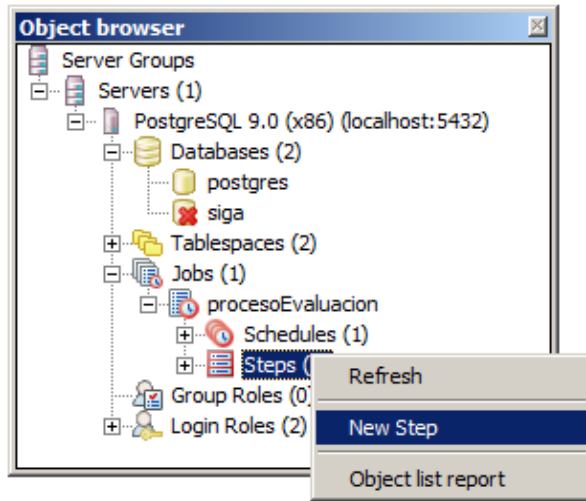 Object browser
Server Groups
Servers (1)
PostgreSQL 9.0 (x86) (localhost:5432)
Databases (2)
postgres
siga
Tablespaces (2)
Jobs (1)
procesoEvaluacion
Schedules (1)
Steps (
Group Roles (0)
Login Roles (2)
Refresh
New Step
Object list report